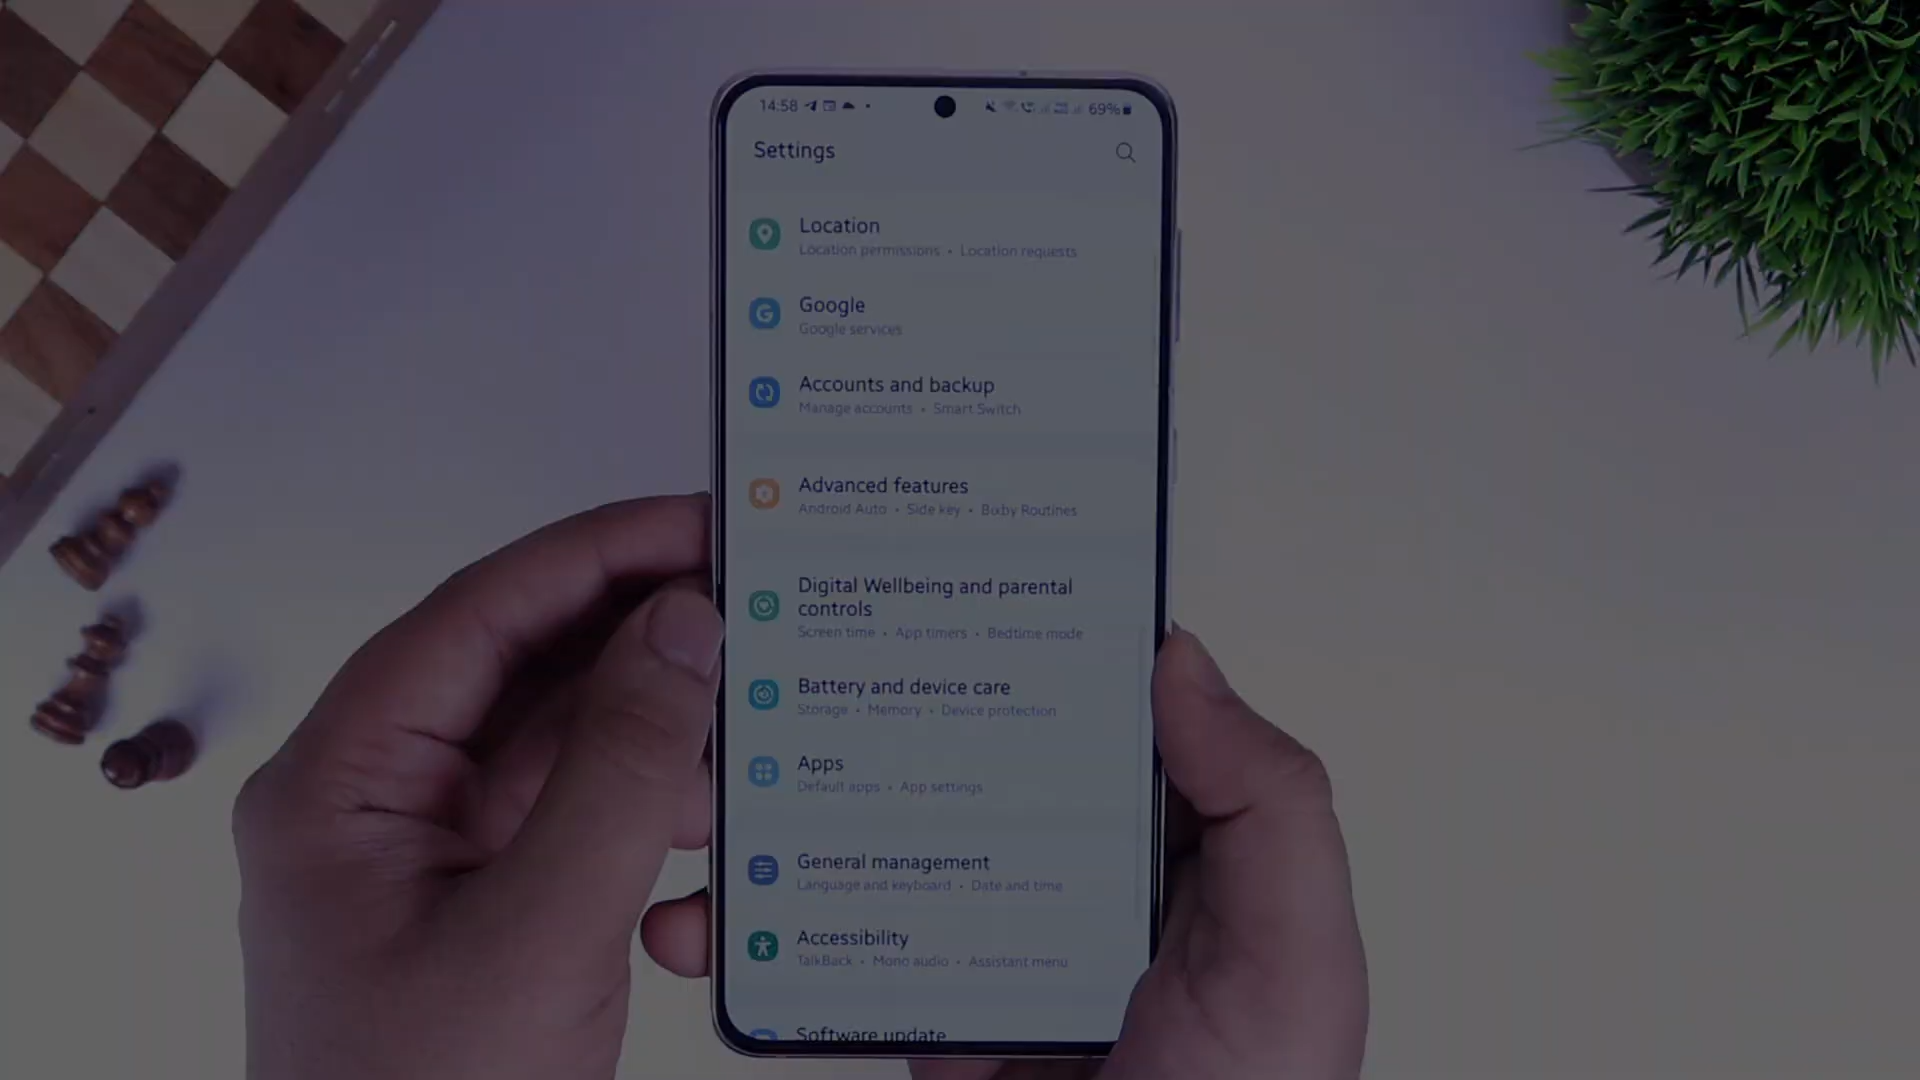 14:58
69%
Settings
Location
Location permissions • Location requests
Google
Google services
Accounts and backup
Manage accounts • Smart Switch
Advanced features
Android Auto • Side key • Bixby Routines
Digital Wellbeing and parental
controls
Screen time • App timers • Bedtime mode
Battery and device care
Storage • Memory • Device protection
Apps
Default apps • App settings
General management
Language and keyboard • Date and time
Accessibility
TalkBack • Mono audio • Assistant menu
Software update